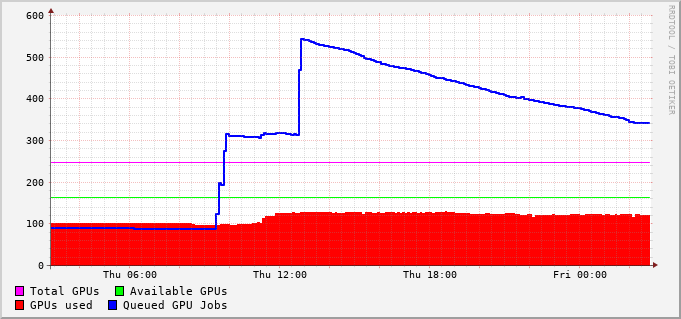 600
500
400
300
200
100
0
Thu 06:00 Thu 12:00 Thu 18:00 Fri 00:00
Total GPUs Available GPUs
GPUs used Queued GPU Jobs
RRDTOOL / TOBI OETIKER